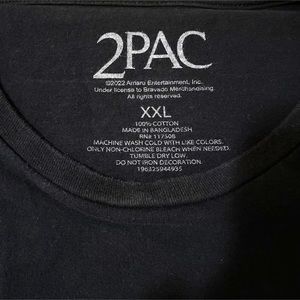 2PAC
©2022 Amaru Entertainment, Inc.
Under license to Bravado Merchandising.
All rights reserved.
XXL
100% COTTON
MADE IN BANGLADESH
RN# 117508
MACHINE WASH COLD WITH LIKE COLORS.
ONLY NON-CHLORINE BLEACH WHEN NEEDED.
TUMBLE DRY LOW.
DO NOT IRON DECORATION.
196325944935